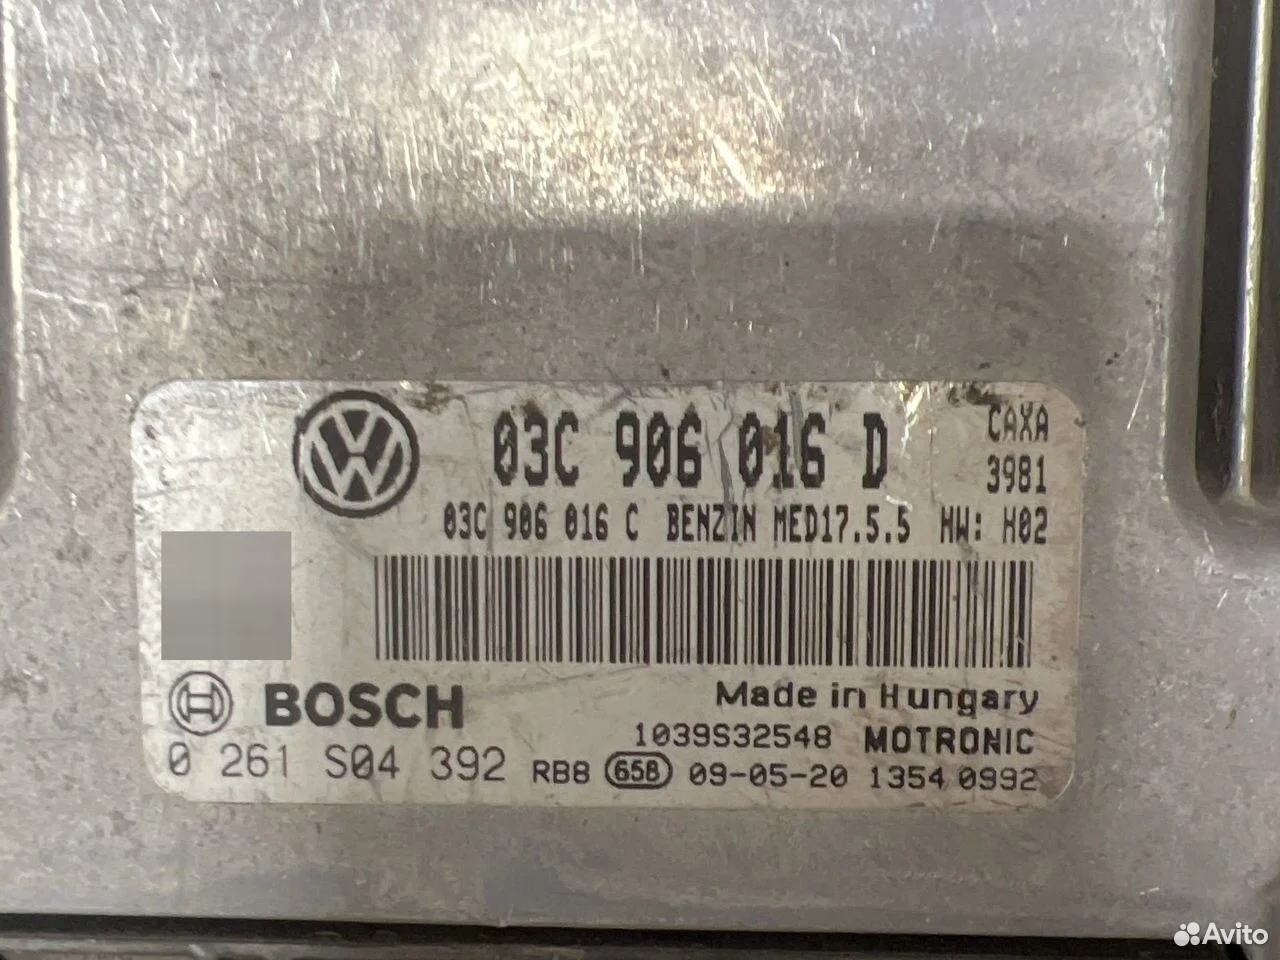 03C 906 016 D
CAXA
3981
03C 906 016 C BENZIN MED17.5.5 HW: H02
BOSCH
Made in Hungary
1039S32548 MOTRONIC
0 261 S04 392 RB8 658 09-05-20 1354 0992
Avito